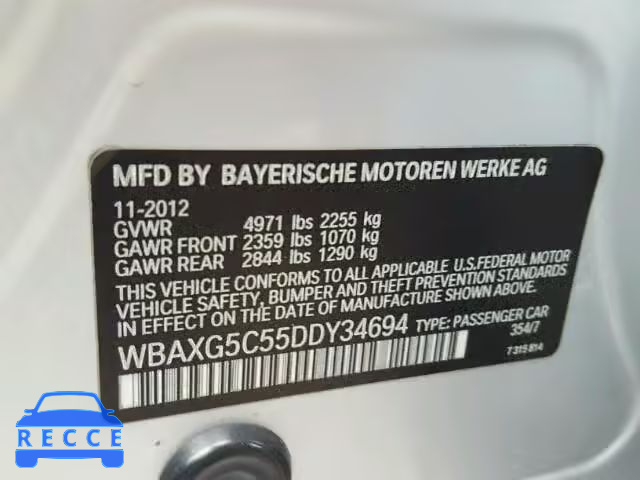 MFD BY BAYERISCHE MOTOREN WERKE AG
11-2012
GVWR 4971 lbs 2255 kg
GAWR FRONT 2359 lbs 1070 kg
GAWR REAR 2844 lbs 1290 kg
THIS VEHICLE CONFORMS TO ALL APPLICABLE U.S.FEDERAL MOTOR
VEHICLE SAFETY, BUMPER AND THEFT PREVENTION STANDARDS
IN EFFECT ON THE DATE OF MANUFACTURE SHOWN ABOVE.
WBAXG5C55DDY34694 TYPE: PASSENGER CAR
354/7
7315814
RECCE